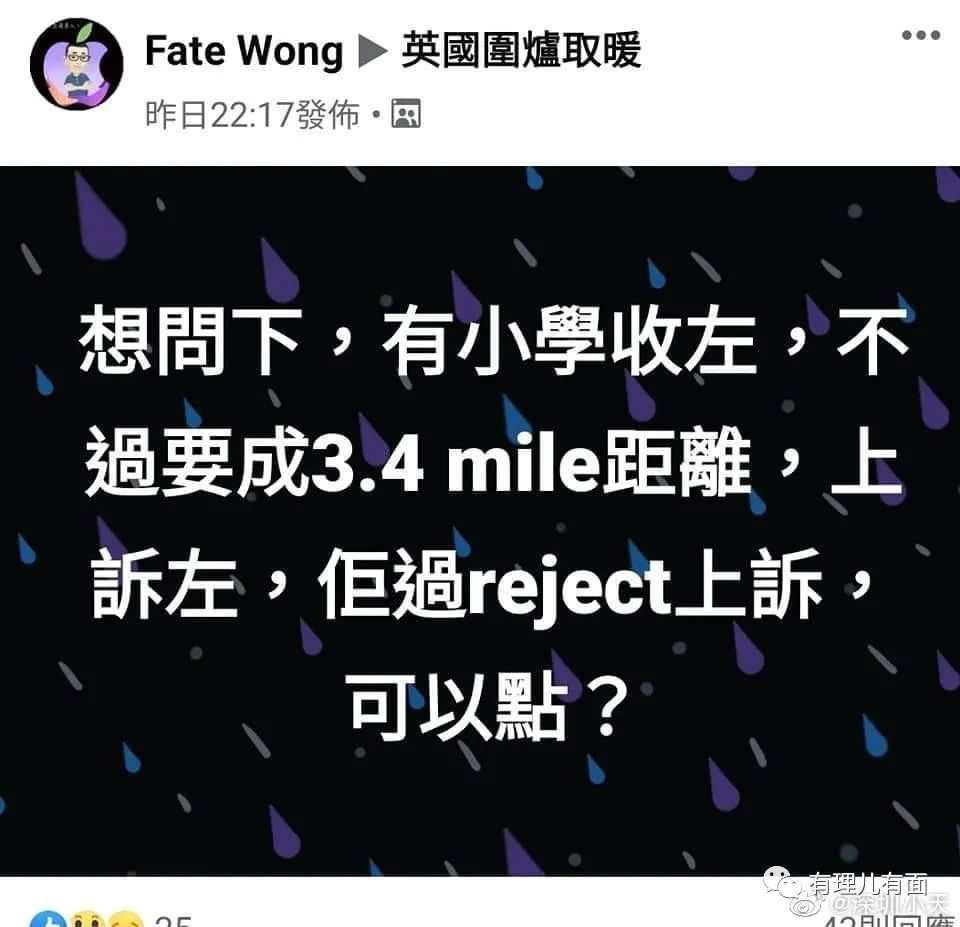 Fate Wong ▶ 英國圍爐取暖
昨日22:17發佈 •
想問下，有小學收左，不
過要成3.4 mile距離，上
訴左，佢過reject上訴，
可以點？
有理儿有面
@深圳小天